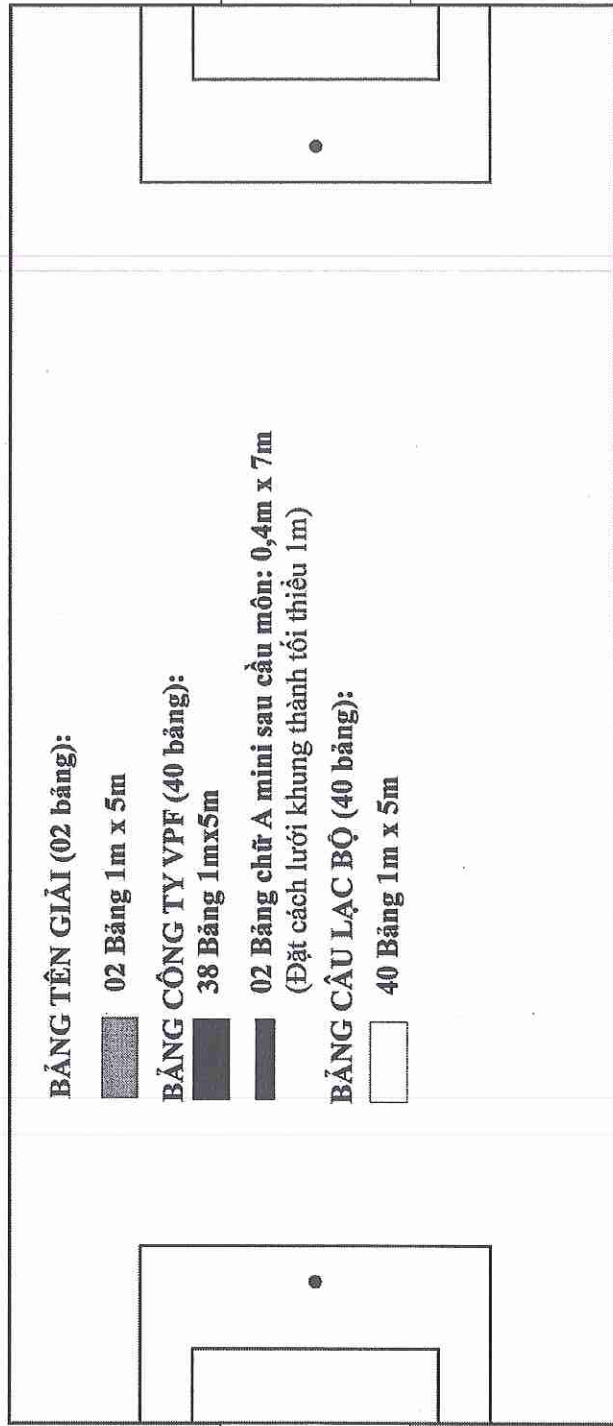 BẢNG TÊN GIẢI (02 bảng):
02 Bảng 1m x 5m
BẢNG CÔNG TY VPF (40 bảng):
38 Bảng 1mx5m
02 Bảng chữ A mini sau cầu môn: 0,4m x 7m
(Đặt cách lưới khung thành tối thiểu 1m)
BẢNG CÂU LẠC BỘ (40 bảng):
40 Bảng 1m x 5m